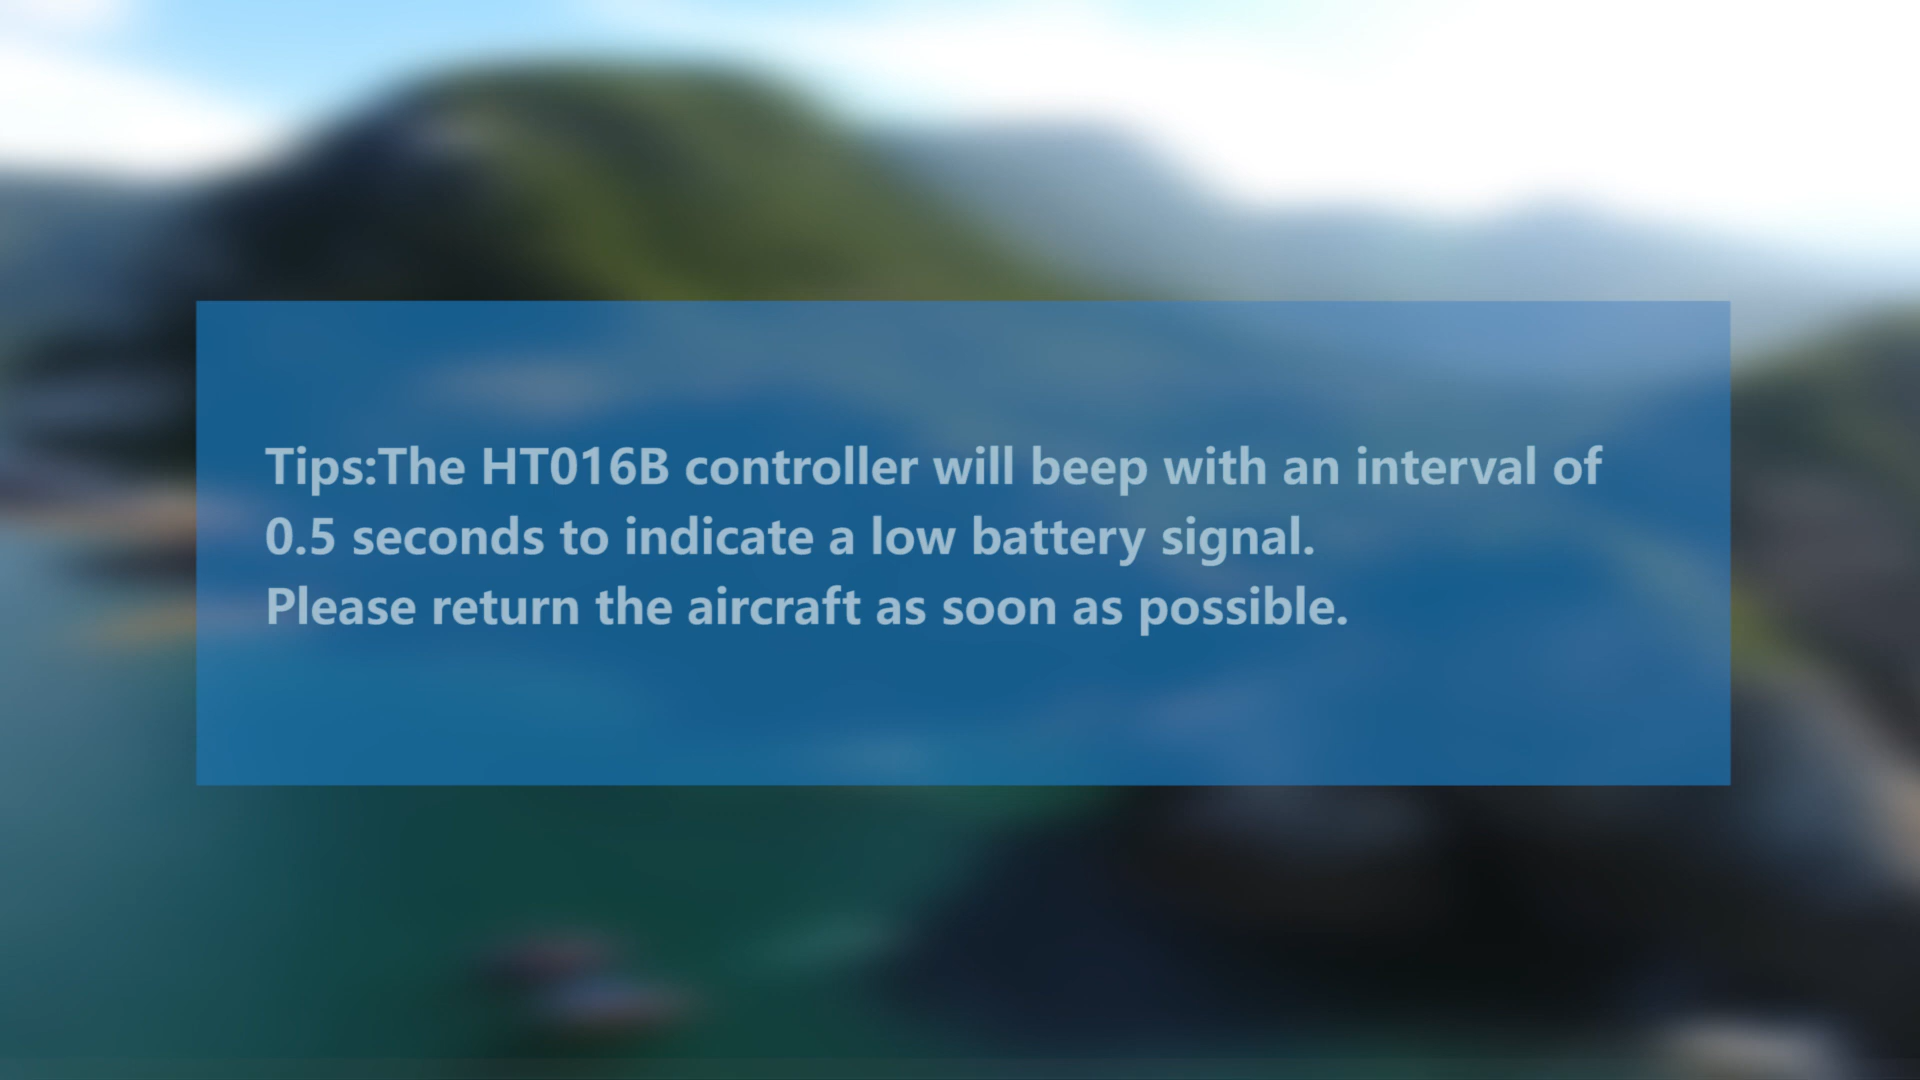 Tips:The HT016B controller will beep with an interval of
0.5 seconds to indicate a low battery signal.
Please return the aircraft as soon as possible.